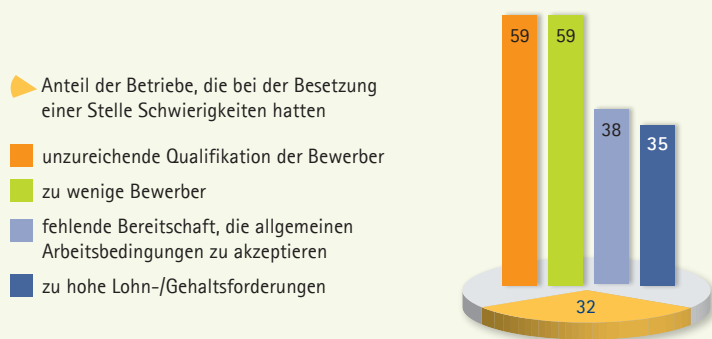 Anteil der Betriebe, die bei der Besetzung
einer Stelle Schwierigkeiten hatten
unzureichende Qualifikation der Bewerber
zu wenige Bewerber
fehlende Bereitschaft, die allgemeinen
Arbeitsbedingungen zu akzeptieren
zu hohe Lohn-/Gehaltsforderungen
59
59
38
35
32